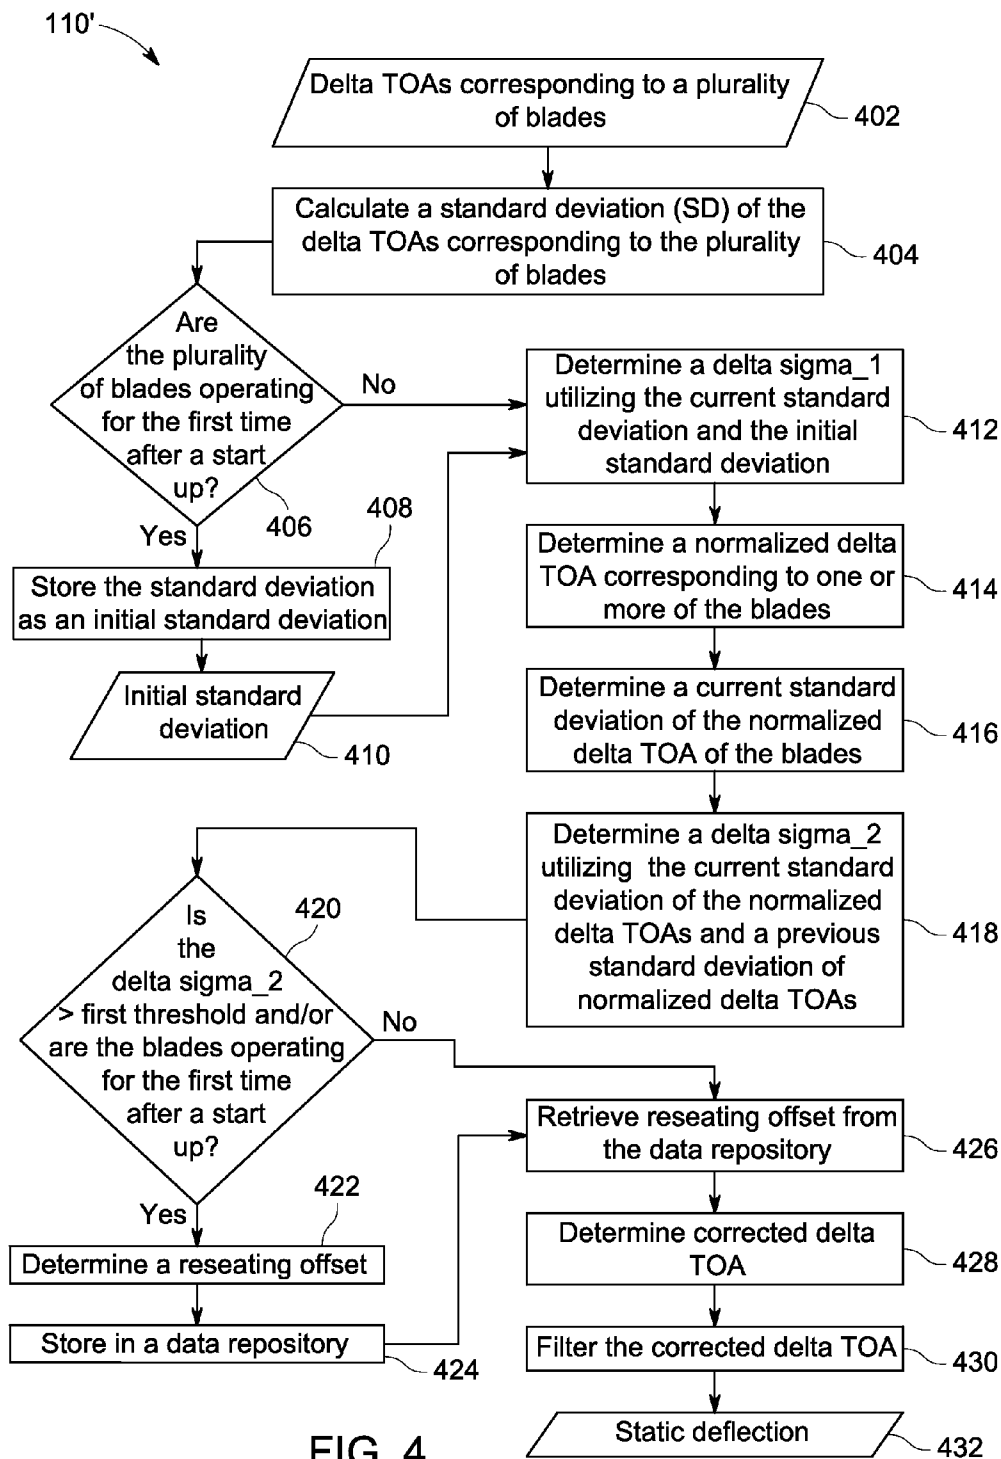 110'
Delta TOAs corresponding to a plurality
of blades
402
Calculate a standard deviation (SD) of the
delta TOAs corresponding to the plurality
of blades
404
Are
the plurality
of blades operating
for the first time
after a start
up?
406
No
Yes
408
Store the standard deviation
as an initial standard deviation
Initial standard
deviation
410
Determine a delta sigma_1
utilizing the current standard
deviation and the initial
standard deviation
412
Determine a normalized delta
TOA corresponding to one or
more of the blades
414
Determine a current standard
deviation of the normalized
delta TOA of the blades
416
Determine a delta sigma_2
utilizing the current standard
deviation of the normalized
delta TOAs and a previous
standard deviation of
normalized delta TOAs
418
Is
the
delta sigma_2
> first threshold and/or
are the blades operating
for the first time
after a start
up?
420
No
Yes
422
Determine a reseating offset
Store in a data repository
424
Retrieve reseating offset from
the data repository
426
Determine corrected delta
TOA
428
Filter the corrected delta TOA
430
Static deflection
432
FIG. 4